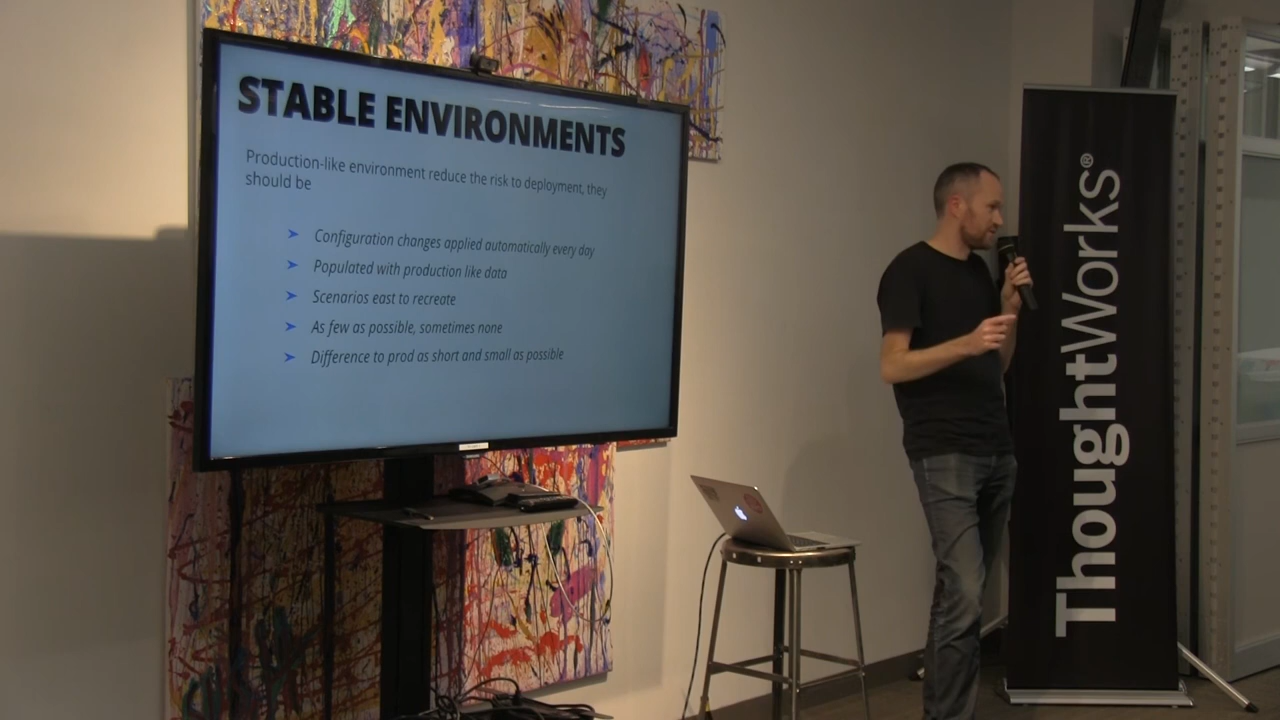 STABLE ENVIRONMENTS
Production-like environment reduce the risk to deployment, they
should be
Configuration changes applied automatically every day
Populated with production like data
Scenarios east to recreate
As few as possible, sometimes none
Difference to prod as short and small as possible
ThoughtWorks®